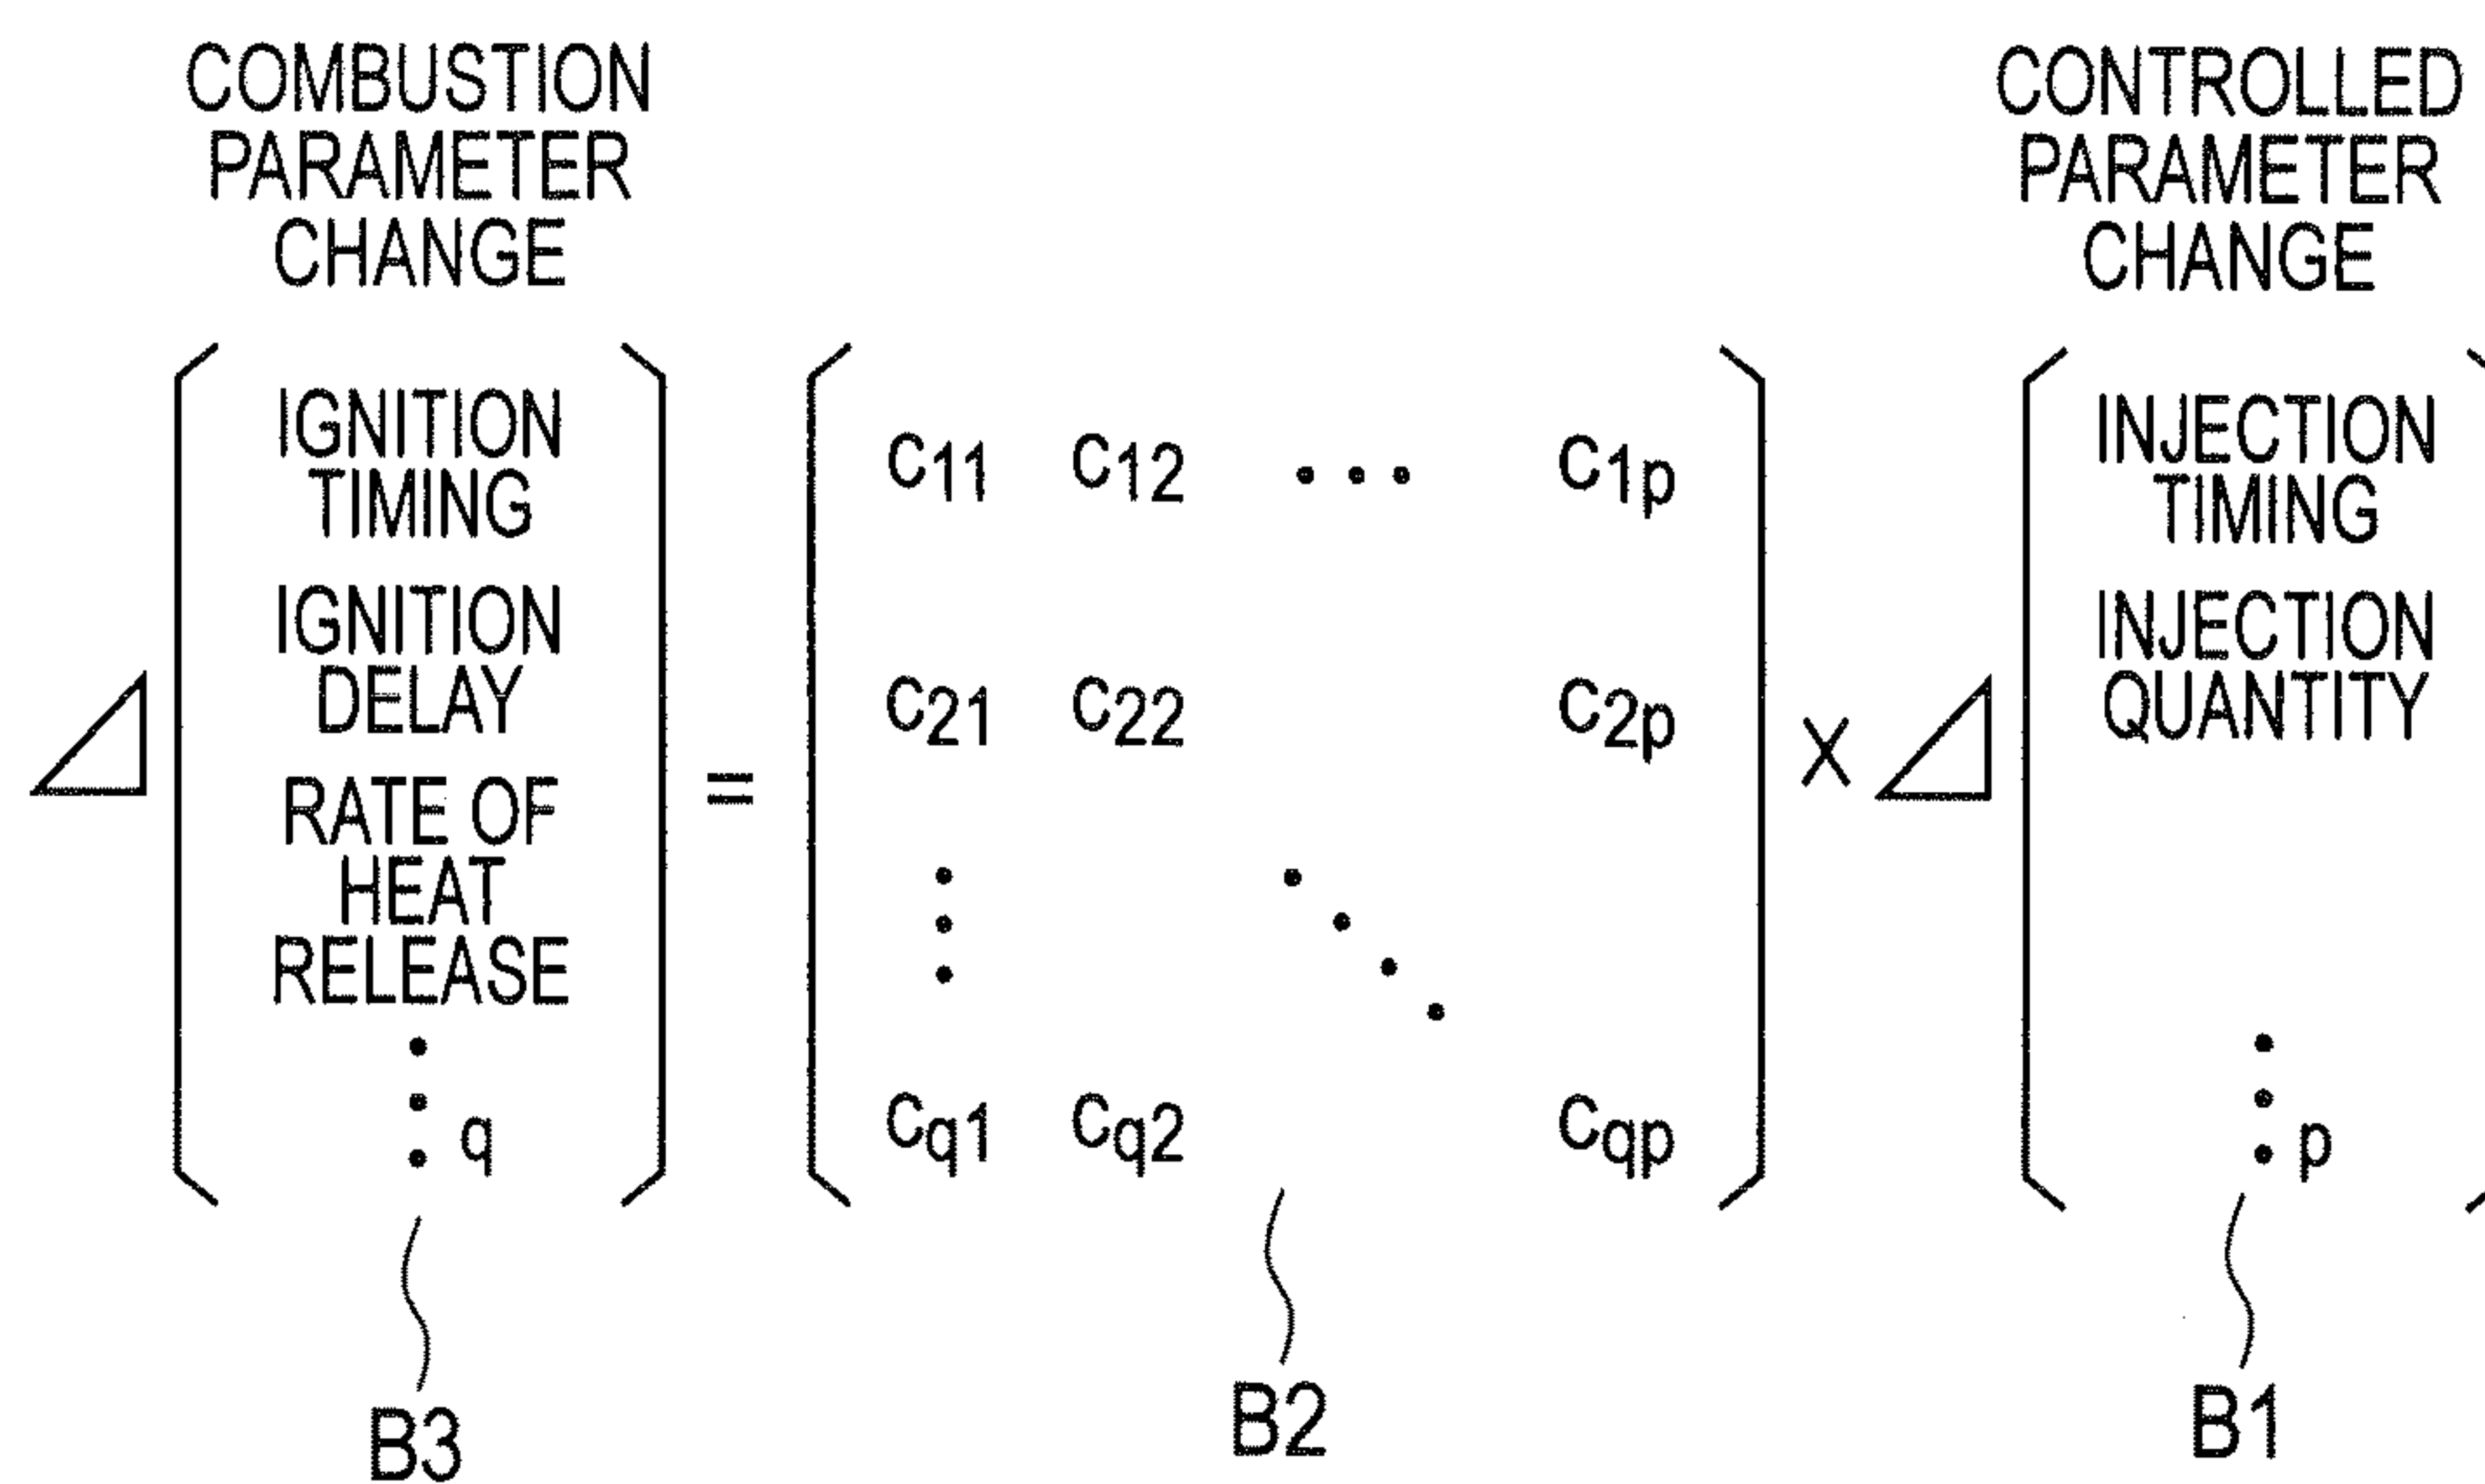 COMBUSTION
PARAMETER
CHANGE
CONTROLLED
PARAMETER
CHANGE
IGNITION
TIMING
IGNITION
DELAY
RATE OF
HEAT
RELEASE
q
=
C11 C12 ... C1p
C21 C22 C2p
Cq1 Cq2 Cqp
X
INJECTION
TIMING
INJECTION
QUANTITY
p
B3
B2
B1